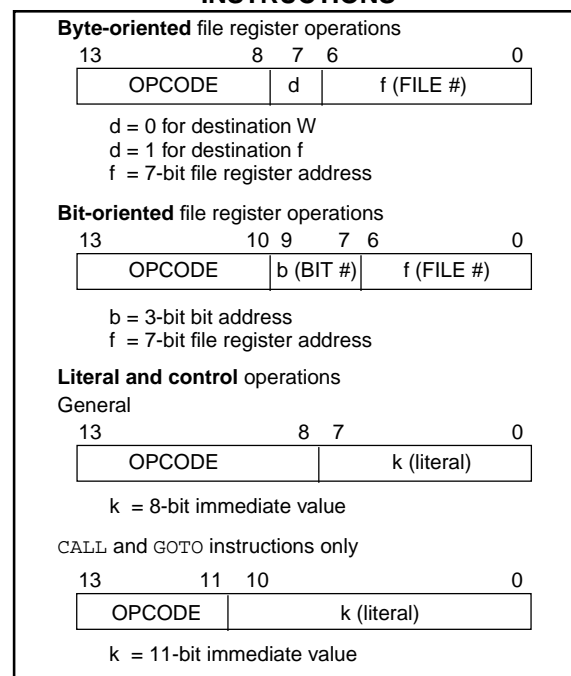 INSTRUCTIONS
Byte-oriented file register operations
13 8 7 6 0
OPCODE d f (FILE #)
d = 0 for destination W
d = 1 for destination f
f = 7-bit file register address
Bit-oriented file register operations
13 10 9 7 6 0
OPCODE b (BIT #) f (FILE #)
b = 3-bit bit address
f = 7-bit file register address
Literal and control operations
General
13 8 7 0
OPCODE k (literal)
k = 8-bit immediate value
CALL and GOTO instructions only
13 11 10 0
OPCODE k (literal)
k = 11-bit immediate value